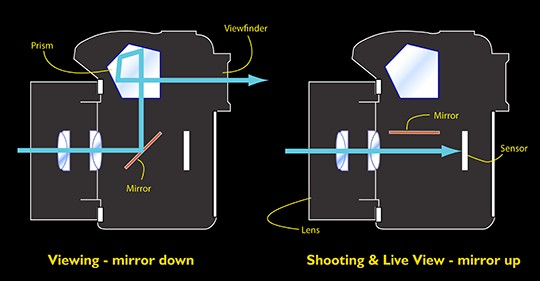 Prism
Viewfinder
Mirror
Viewing - mirror down
Mirror
Sensor
Lens
Shooting & Live View - mirror up